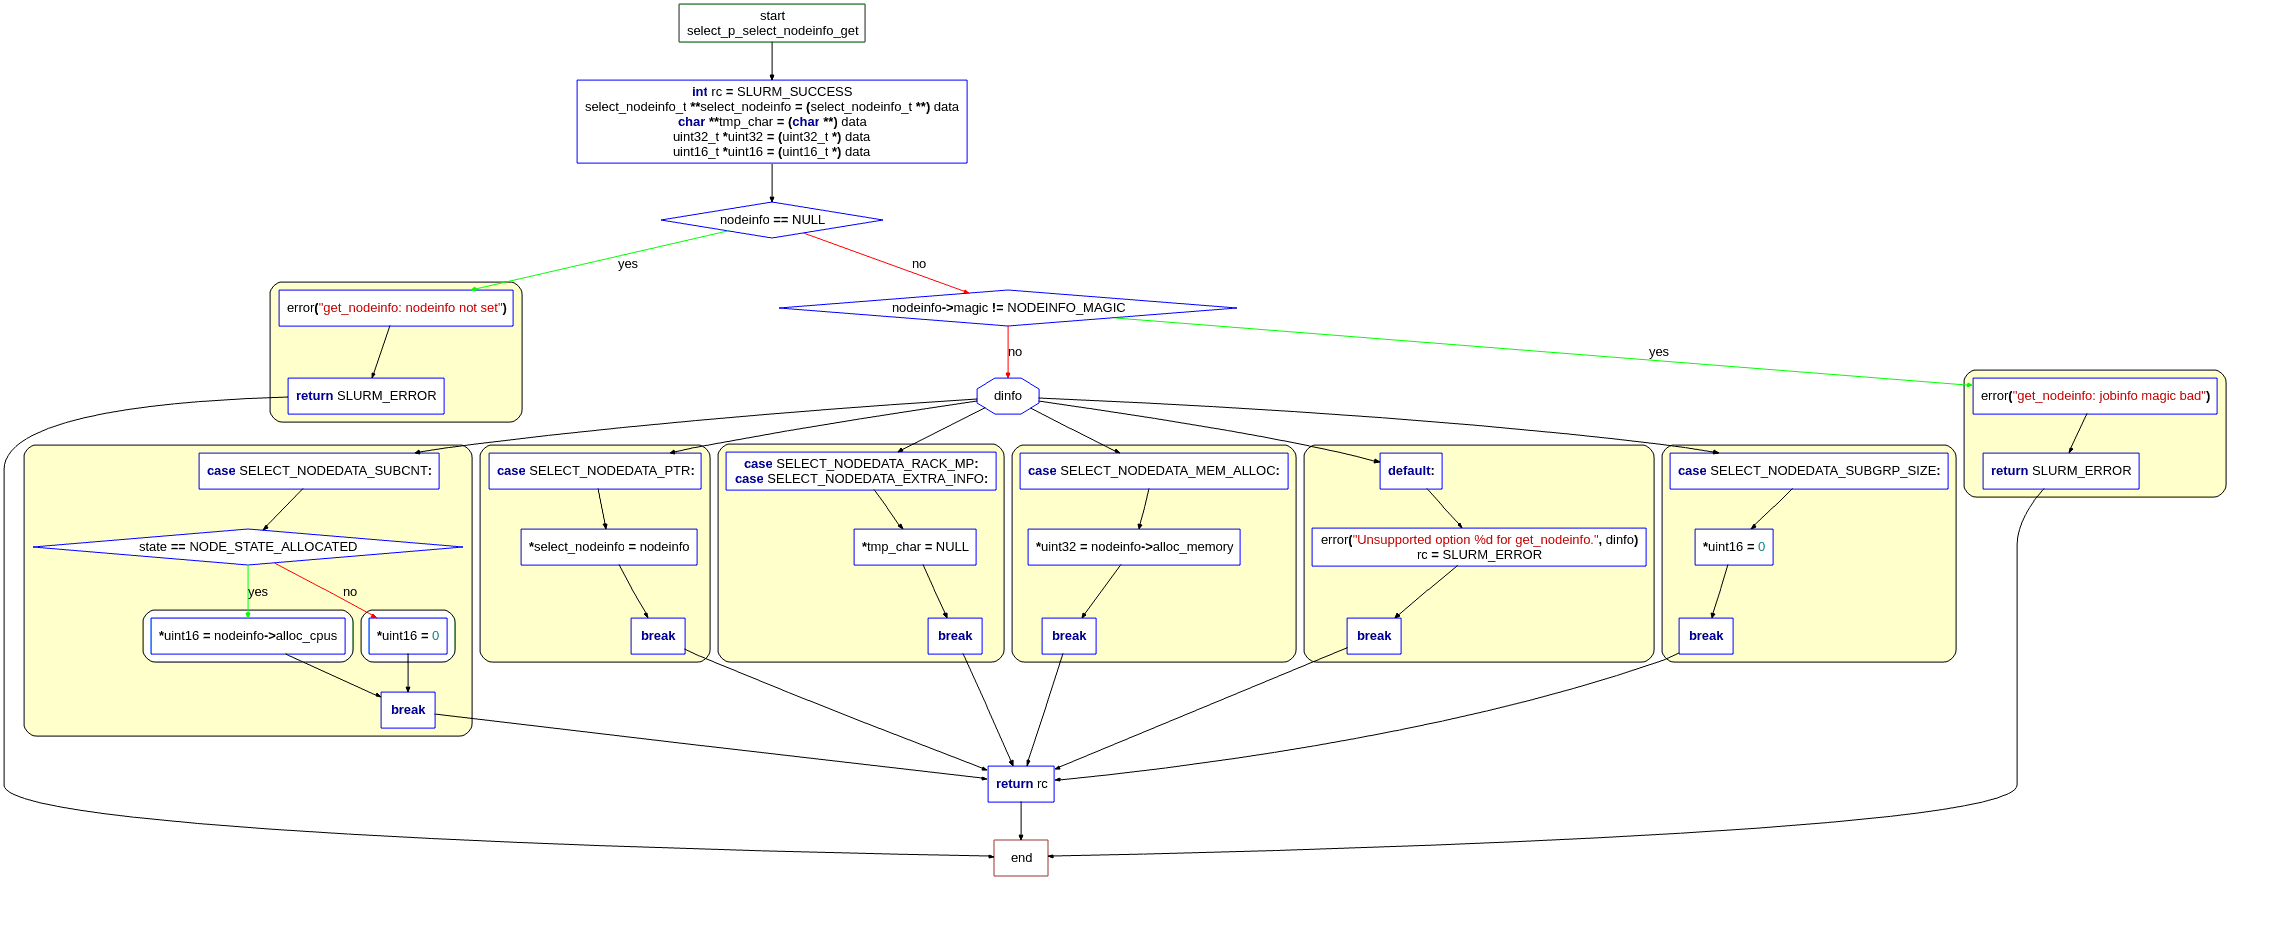 start
select_p_select_nodeinfo_get
int rc = SLURM_SUCCESS
select_nodeinfo_t **select_nodeinfo = (select_nodeinfo_t **) data
char **tmp_char = (char **) data
uint32_t *uint32 = (uint32_t *) data
uint16_t *uint16 = (uint16_t *) data
nodeinfo == NULL
yes
no
error("get_nodeinfo: nodeinfo not set")
nodeinfo->magic != NODEINFO_MAGIC
no
yes
return SLURM_ERROR
dinfo
error("get_nodeinfo: jobinfo magic bad")
case SELECT_NODEDATA_SUBCNT:
case SELECT_NODEDATA_PTR:
case SELECT_NODEDATA_RACK_MP:
case SELECT_NODEDATA_EXTRA_INFO:
case SELECT_NODEDATA_MEM_ALLOC:
default:
case SELECT_NODEDATA_SUBGRP_SIZE:
return SLURM_ERROR
state == NODE_STATE_ALLOCATED
*select_nodeinfo = nodeinfo
*tmp_char = NULL
*uint32 = nodeinfo->alloc_memory
error("Unsupported option %d for get_nodeinfo.", dinfo)
rc = SLURM_ERROR
*uint16 = 0
yes
no
*uint16 = nodeinfo->alloc_cpus
*uint16 = 0
break
break
break
break
break
break
return rc
end